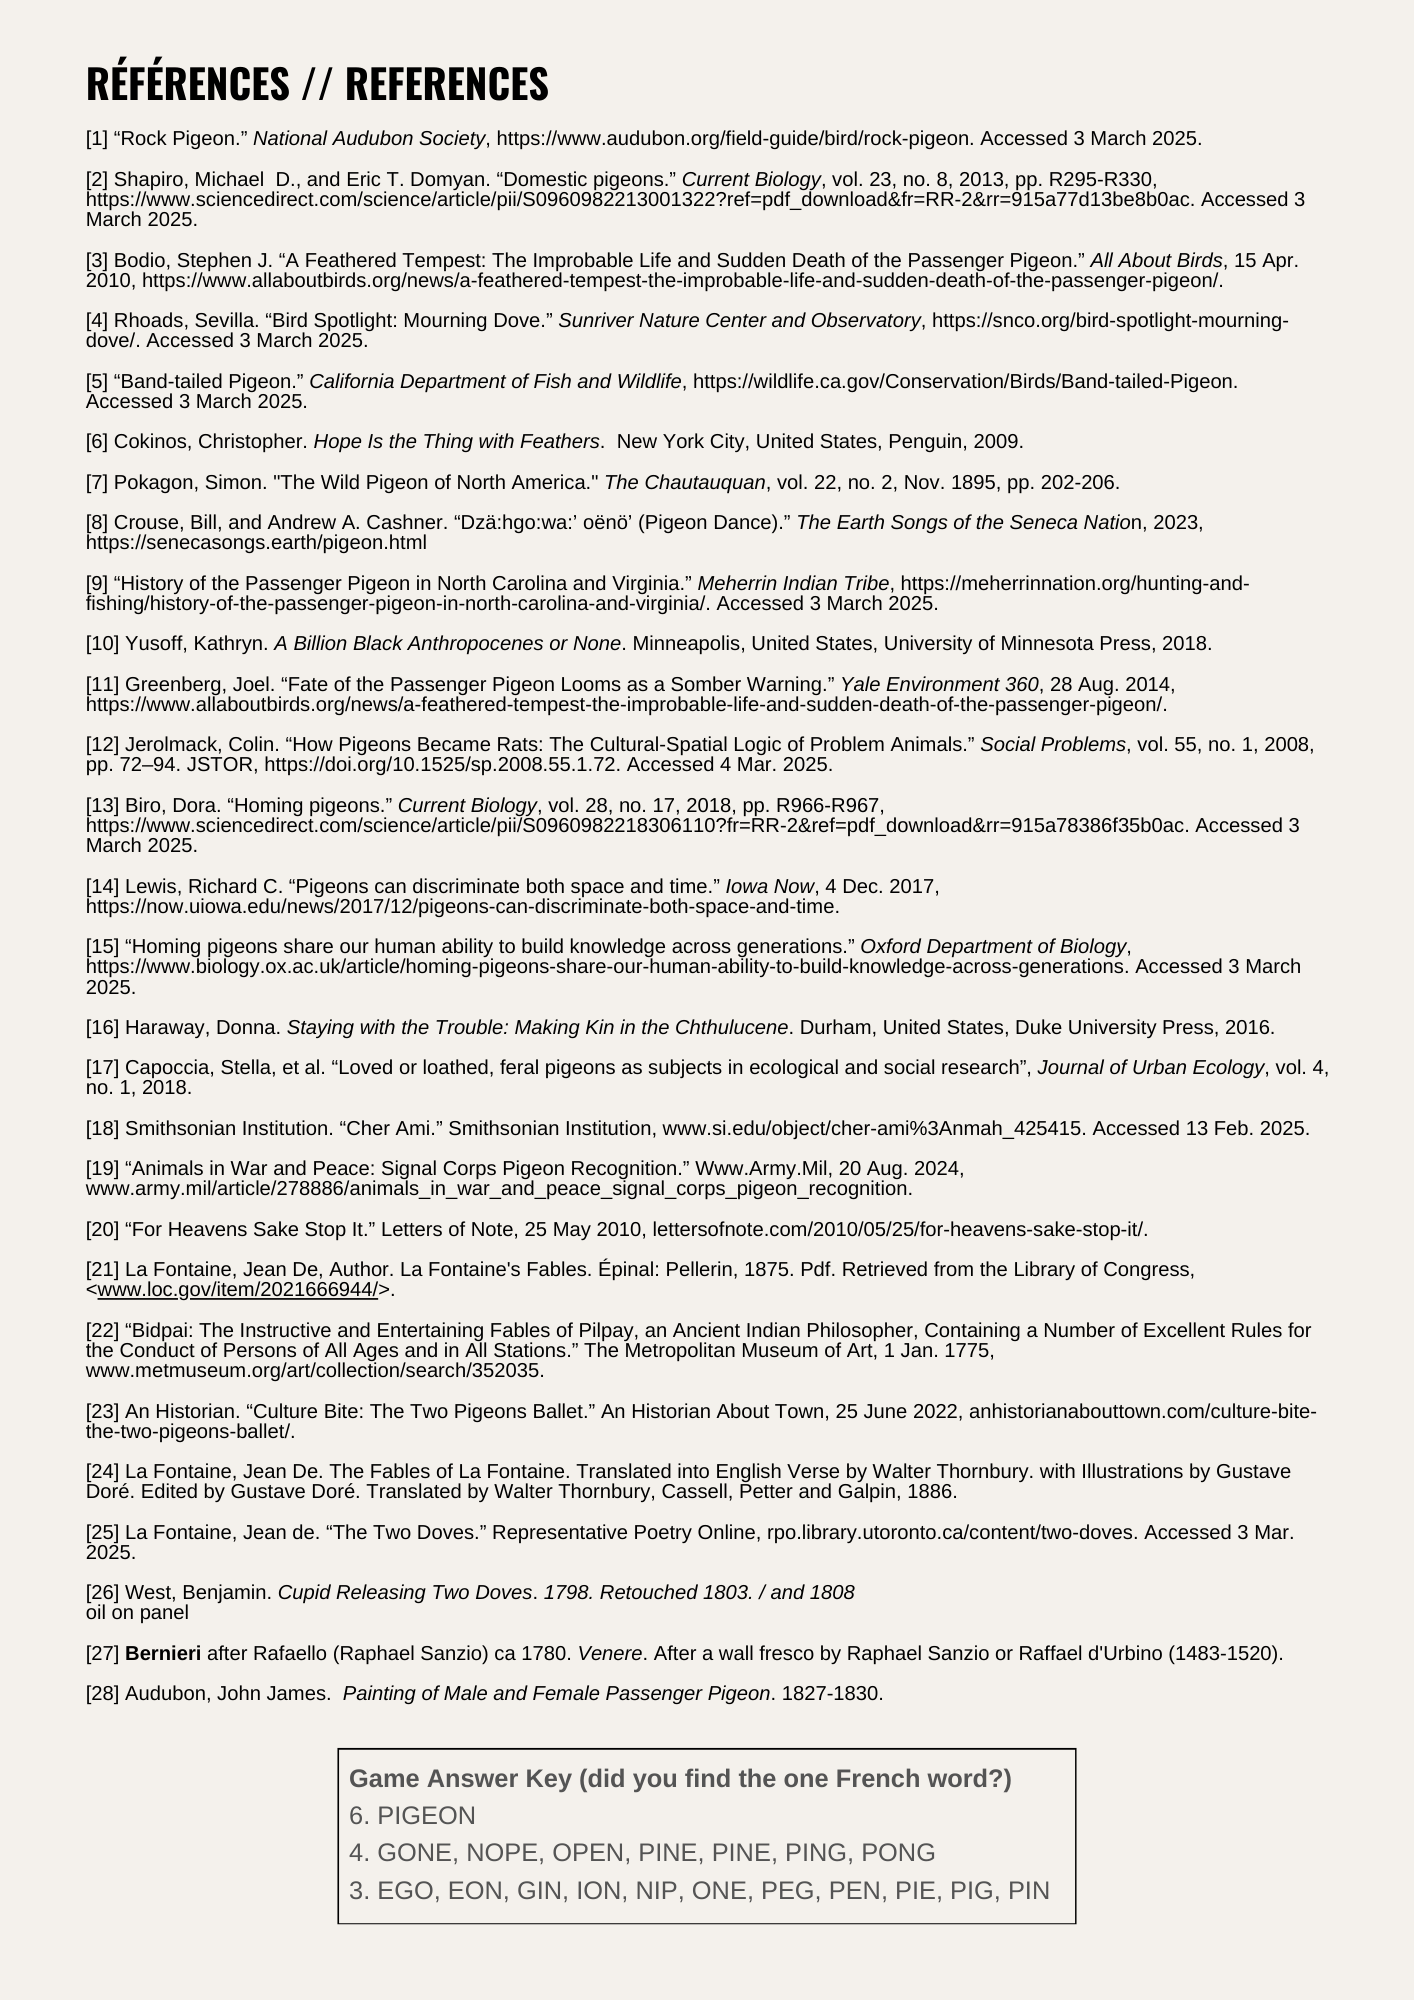 RÉFÉRENCES // REFERENCES
[1] “Rock Pigeon.” National Audubon Society, https://www.audubon.org/field-guide/bird/rock-pigeon. Accessed 3 March 2025.
[2] Shapiro, Michael  D., and Eric T. Domyan. “Domestic pigeons.” Current Biology, vol. 23, no. 8, 2013, pp. R295-R330,
https://www.sciencedirect.com/science/article/pii/S0960982213001322?ref=pdf_download&fr=RR-2&rr=915a77d13be8b0ac. Accessed 3
March 2025.
[3] Bodio, Stephen J. “A Feathered Tempest: The Improbable Life and Sudden Death of the Passenger Pigeon.” All About Birds, 15 Apr.
2010, https://www.allaboutbirds.org/news/a-feathered-tempest-the-improbable-life-and-sudden-death-of-the-passenger-pigeon/.
[4] Rhoads, Sevilla. “Bird Spotlight: Mourning Dove.” Sunriver Nature Center and Observatory, https://snco.org/bird-spotlight-mourning-
dove/. Accessed 3 March 2025.
[5] “Band-tailed Pigeon.” California Department of Fish and Wildlife, https://wildlife.ca.gov/Conservation/Birds/Band-tailed-Pigeon.
Accessed 3 March 2025.
[6] Cokinos, Christopher. Hope Is the Thing with Feathers.  New York City, United States, Penguin, 2009.
[7] Pokagon, Simon. "The Wild Pigeon of North America." The Chautauquan, vol. 22, no. 2, Nov. 1895, pp. 202-206.
[8] Crouse, Bill, and Andrew A. Cashner. “Dzä:hgo:wa:’ oënö’ (Pigeon Dance).” The Earth Songs of the Seneca Nation, 2023,
https://senecasongs.earth/pigeon.html
[9] “History of the Passenger Pigeon in North Carolina and Virginia.” Meherrin Indian Tribe, https://meherrinnation.org/hunting-and-
fishing/history-of-the-passenger-pigeon-in-north-carolina-and-virginia/. Accessed 3 March 2025.
[10] Yusoff, Kathryn. A Billion Black Anthropocenes or None. Minneapolis, United States, University of Minnesota Press, 2018.
[11] Greenberg, Joel. “Fate of the Passenger Pigeon Looms as a Somber Warning.” Yale Environment 360, 28 Aug. 2014,
https://www.allaboutbirds.org/news/a-feathered-tempest-the-improbable-life-and-sudden-death-of-the-passenger-pigeon/.
[12] Jerolmack, Colin. “How Pigeons Became Rats: The Cultural-Spatial Logic of Problem Animals.” Social Problems, vol. 55, no. 1, 2008,
pp. 72–94. JSTOR, https://doi.org/10.1525/sp.2008.55.1.72. Accessed 4 Mar. 2025.
[13] Biro, Dora. “Homing pigeons.” Current Biology, vol. 28, no. 17, 2018, pp. R966-R967,
https://www.sciencedirect.com/science/article/pii/S0960982218306110?fr=RR-2&ref=pdf_download&rr=915a78386f35b0ac. Accessed 3
March 2025.
[14] Lewis, Richard C. “Pigeons can discriminate both space and time.” Iowa Now, 4 Dec. 2017,
https://now.uiowa.edu/news/2017/12/pigeons-can-discriminate-both-space-and-time.
[15] “Homing pigeons share our human ability to build knowledge across generations.” Oxford Department of Biology,
https://www.biology.ox.ac.uk/article/homing-pigeons-share-our-human-ability-to-build-knowledge-across-generations. Accessed 3 March
2025.
[16] Haraway, Donna. Staying with the Trouble: Making Kin in the Chthulucene. Durham, United States, Duke University Press, 2016.
[17] Capoccia, Stella, et al. “Loved or loathed, feral pigeons as subjects in ecological and social research”, Journal of Urban Ecology, vol. 4,
no. 1, 2018.
[18] Smithsonian Institution. “Cher Ami.” Smithsonian Institution, www.si.edu/object/cher-ami%3Anmah_425415. Accessed 13 Feb. 2025.
[19] “Animals in War and Peace: Signal Corps Pigeon Recognition.” Www.Army.Mil, 20 Aug. 2024,
www.army.mil/article/278886/animals_in_war_and_peace_signal_corps_pigeon_recognition.
[20] “For Heavens Sake Stop It.” Letters of Note, 25 May 2010, lettersofnote.com/2010/05/25/for-heavens-sake-stop-it/.
[21] La Fontaine, Jean De, Author. La Fontaine's Fables. Épinal: Pellerin, 1875. Pdf. Retrieved from the Library of Congress,
<www.loc.gov/item/2021666944/>.
[22] “Bidpai: The Instructive and Entertaining Fables of Pilpay, an Ancient Indian Philosopher, Containing a Number of Excellent Rules for
the Conduct of Persons of All Ages and in All Stations.” The Metropolitan Museum of Art, 1 Jan. 1775,
www.metmuseum.org/art/collection/search/352035.
[23] An Historian. “Culture Bite: The Two Pigeons Ballet.” An Historian About Town, 25 June 2022, anhistorianabouttown.com/culture-bite-
the-two-pigeons-ballet/.
[24] La Fontaine, Jean De. The Fables of La Fontaine. Translated into English Verse by Walter Thornbury. with Illustrations by Gustave
Doré. Edited by Gustave Doré. Translated by Walter Thornbury, Cassell, Petter and Galpin, 1886.
[25] La Fontaine, Jean de. “The Two Doves.” Representative Poetry Online, rpo.library.utoronto.ca/content/two-doves. Accessed 3 Mar.
2025.
[26] West, Benjamin. Cupid Releasing Two Doves. 1798. Retouched 1803. / and 1808
oil on panel
[27] Bernieri after Rafaello (Raphael Sanzio) ca 1780. Venere. After a wall fresco by Raphael Sanzio or Raffael d'Urbino (1483-1520).
[28] Audubon, John James.  Painting of Male and Female Passenger Pigeon. 1827-1830.
Game Answer Key (did you find the one French word?)
6. PIGEON
4. GONE, NOPE, OPEN, PINE, PINE, PING, PONG
3. EGO, EON, GIN, ION, NIP, ONE, PEG, PEN, PIE, PIG, PIN